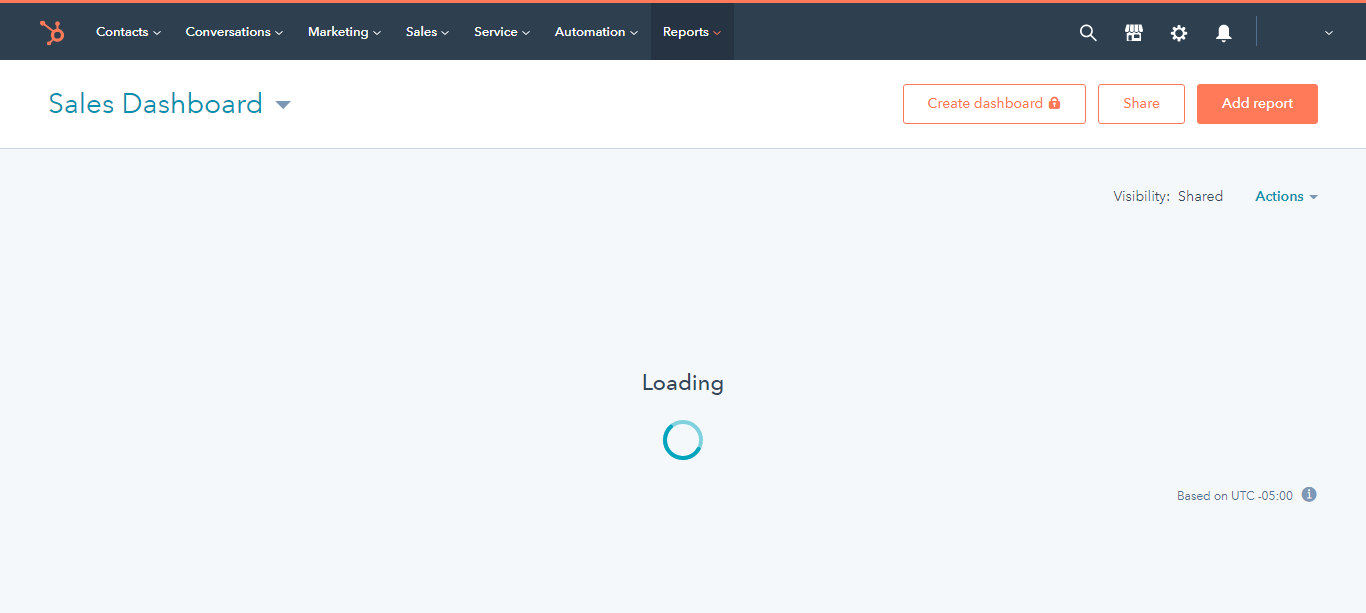 Contacts Conversations Marketing Sales Service Automation Reports
Sales Dashboard Create dashboard Share Add report
Visibility: Shared Actions
Loading
Based on UTC -05:00